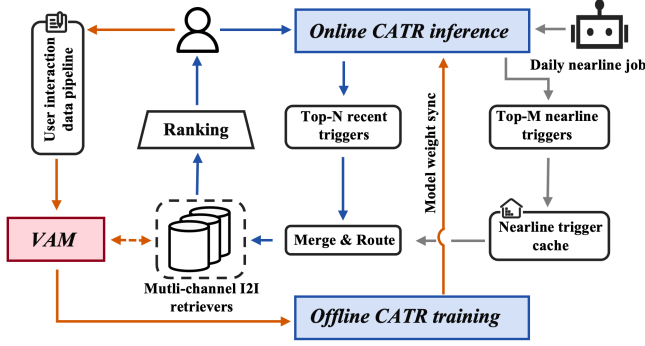 User interaction
data pipeline
Online CATR inference
Daily nearline job
Ranking
Top-N recent
triggers
Model weight sync
Top-M nearline
triggers
VAM
Mutli-channel I2I
retrievers
Merge & Route
Nearline trigger
cache
Offline CATR training